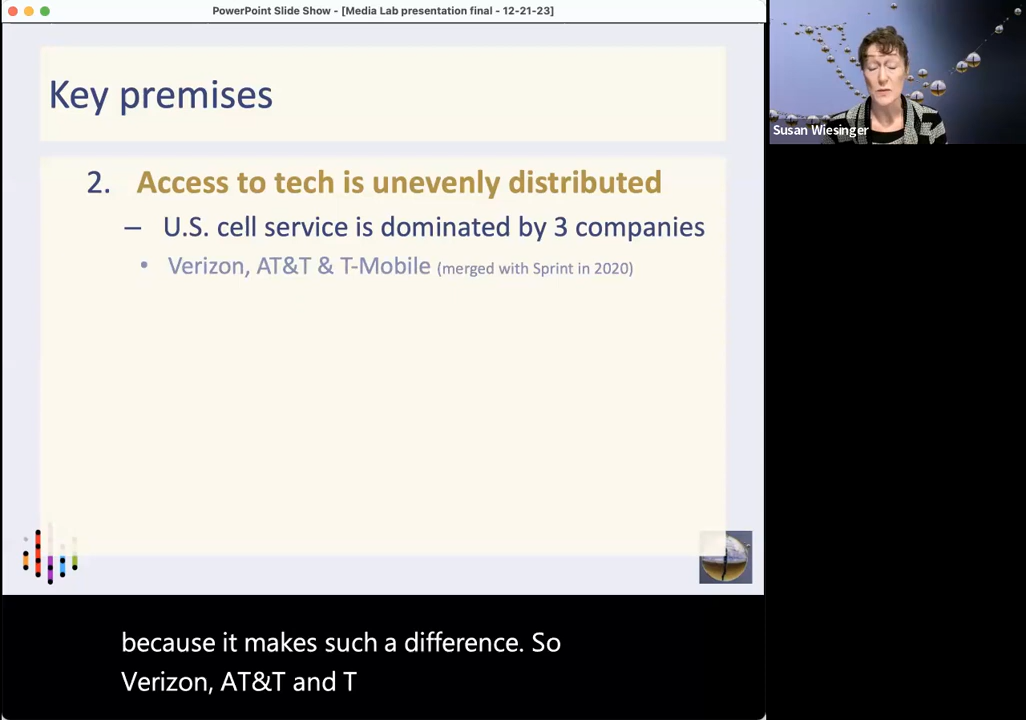 PowerPoint Slide Show - [Media Lab presentation final - 12-21-23]
Key premises
2. Access to tech is unevenly distributed
– U.S. cell service is dominated by 3 companies
• Verizon, AT&T & T-Mobile (merged with Sprint in 2020)
Susan Wiesinger
because it makes such a difference. So
Verizon, AT&T and T